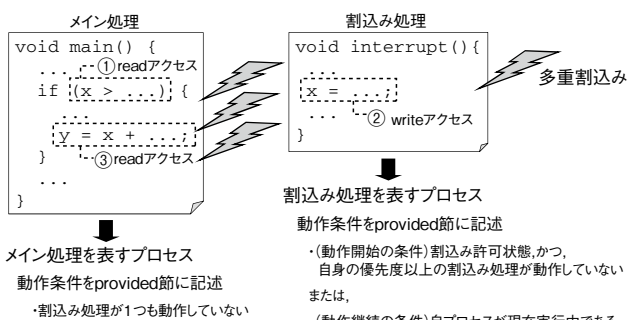 メイン処理
void main() {
...
①readアクセス
if (x > ...) {
...
y = x + ...;
} ③readアクセス
...
}
メイン処理を表すプロセス
動作条件をprovided節に記述
・割込み処理が1つも動作していない
割込み処理
void interrupt(){
...
x = ...;
... ② writeアクセス
}
多重割込み
割込み処理を表すプロセス
動作条件をprovided節に記述
・(動作開始の条件)割込み許可状態,かつ,
自身の優先度以上の割込み処理が動作していない
または,
・(動作継続の条件)自プロセスが現在実行中である